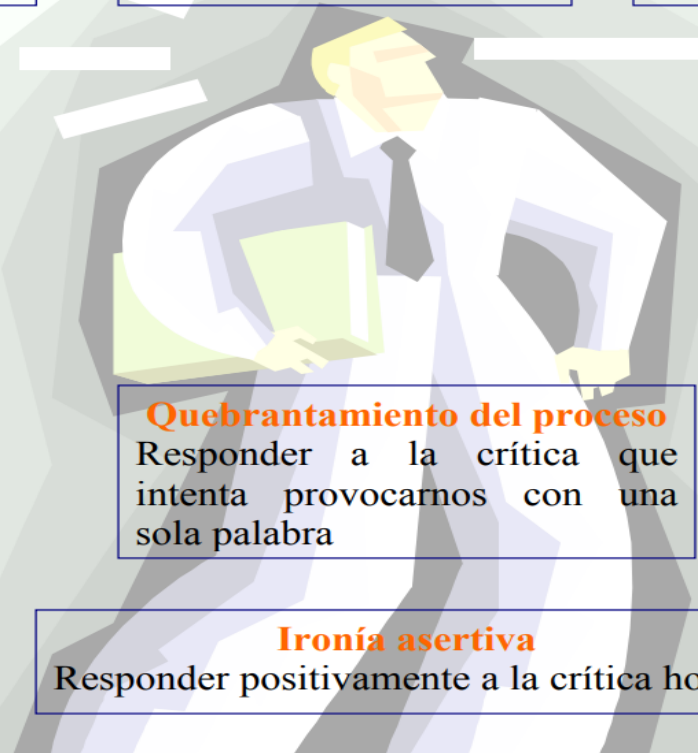 Quebrantamiento del proceso
Responder a la crítica que
intenta provocarnos con una
sola palabra
Ironía asertiva
Responder positivamente a la crítica ho